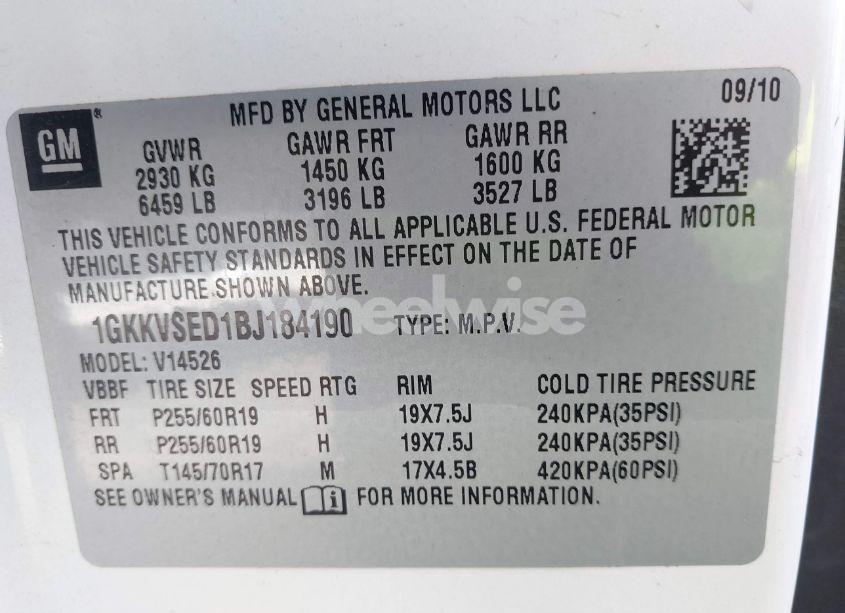 MFD BY GENERAL MOTORS LLC 09/10
GM®
GVWR GAWR FRT GAWR RR
2930 KG 1450 KG 1600 KG
6459 LB 3196 LB 3527 LB
THIS VEHICLE CONFORMS TO ALL APPLICABLE U.S. FEDERAL MOTOR
VEHICLE SAFETY STANDARDS IN EFFECT ON THE DATE OF
MANUFACTURE SHOWN ABOVE.
wheelwise
1GKKVSED1BJ184190 TYPE: M.P.V.
MODEL: V14526
VBBF TIRE SIZE SPEED RTG RIM COLD TIRE PRESSURE
FRT P255/60R19 H 19X7.5J 240KPA(35PSI)
RR P255/60R19 H 19X7.5J 240KPA(35PSI)
SPA T145/70R17 M 17X4.5B 420KPA(60PSI)
SEE OWNER'S MANUAL i FOR MORE INFORMATION.